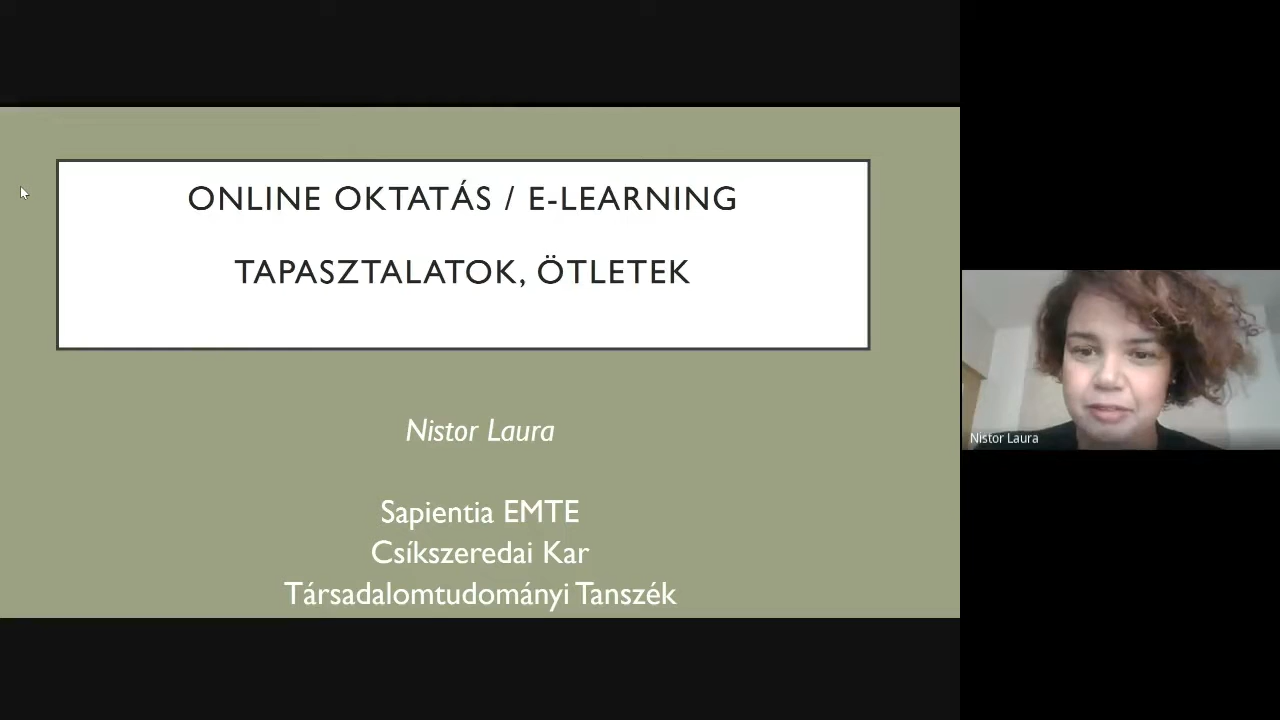 ONLINE OKTATÁS / E-LEARNING
TAPASZTALATOK, ÖTLETEK
Nistor Laura
Sapientia EMTE
Csíkszeredai Kar
Társadalomtudományi Tanszék
Nistor Laura